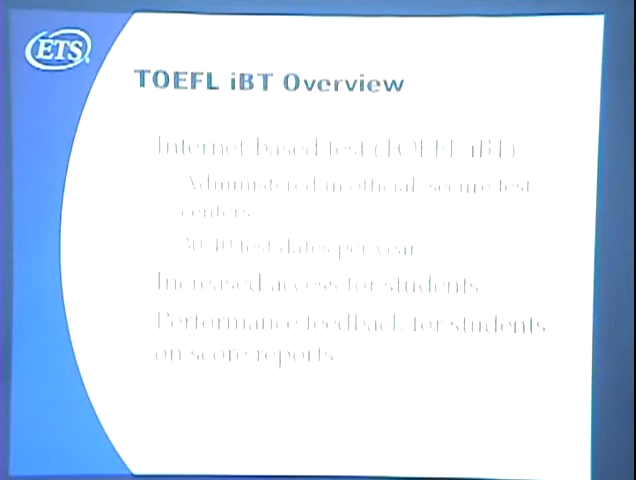 ETS
TOEFL iBT Overview
Internet-based test (TOEFL iBT)
Administered in official, secure test
centers
30-40 test dates per year
Increased access for students
Performance feedback for students
on score reports